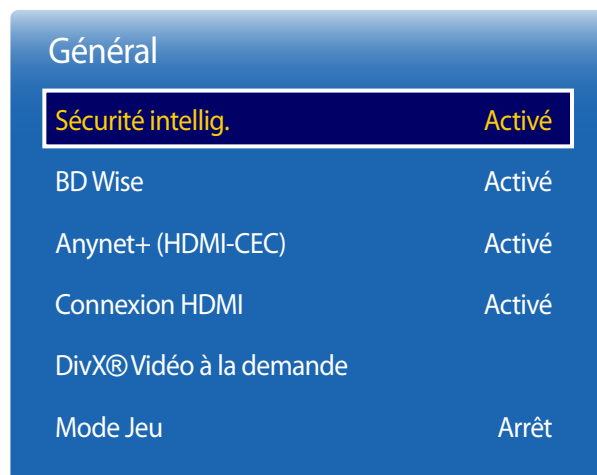 Général
Sécurité intellig. Activé
BD Wise Activé
Anynet+ (HDMI-CEC) Activé
Connexion HDMI Activé
DivX® Vidéo à la demande
Mode Jeu Arrêt